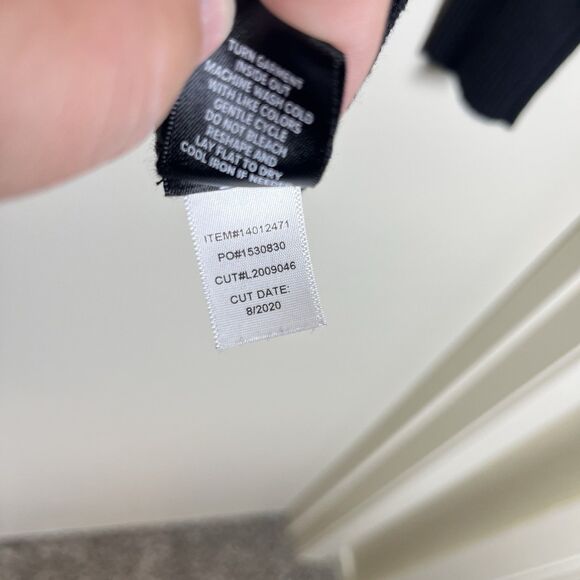 TURN GARMENT
INSIDE OUT
MACHINE WASH COLD
WITH LIKE COLORS
GENTLE CYCLE
DO NOT BLEACH
RESHAPE AND
LAY FLAT TO DRY
COOL IRON IF NEEDED
ITEM#14012471
PO#1530830
CUT#L2009046
CUT DATE:
8/2020